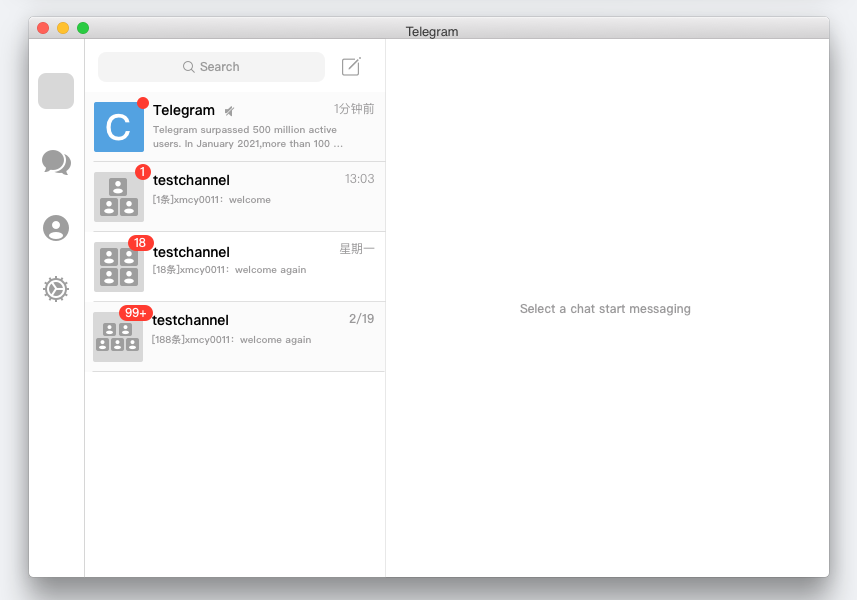 Telegram
Search
C
Telegram
1分钟前
Telegram surpassed 500 million active
users. In January 2021,more than 100 ...
1
testchannel
13:03
[1条]xmcy0011：welcome
18
testchannel
星期一
[18条]xmcy0011：welcome again
99+
testchannel
2/19
[188条]xmcy0011：welcome again
Select a chat start messaging